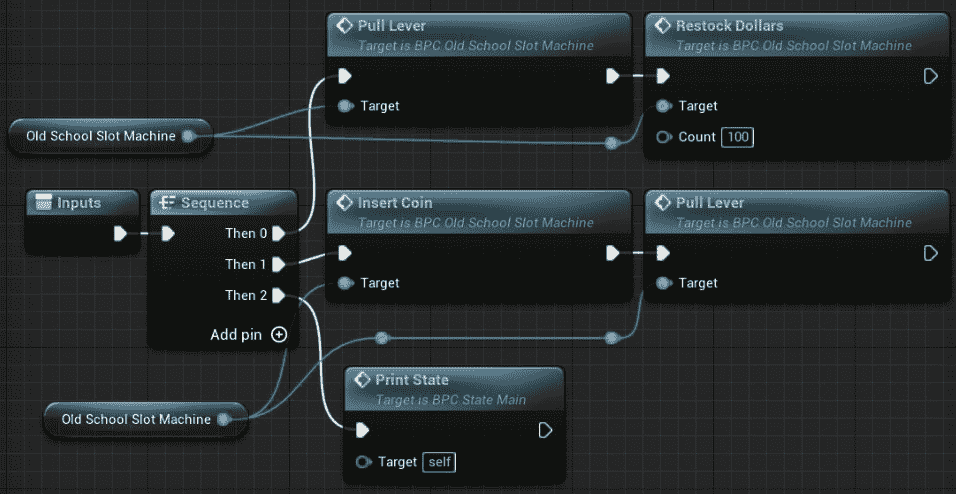 Pull Lever
Target is BPC Old School Slot Machine
Target
Restock Dollars
Target is BPC Old School Slot Machine
Target
Count 100
Old School Slot Machine
Inputs
Sequence
Then 0
Then 1
Then 2
Add pin
Insert Coin
Target is BPC Old School Slot Machine
Target
Pull Lever
Target is BPC Old School Slot Machine
Target
Old School Slot Machine
Print State
Target is BPC State Main
Target self